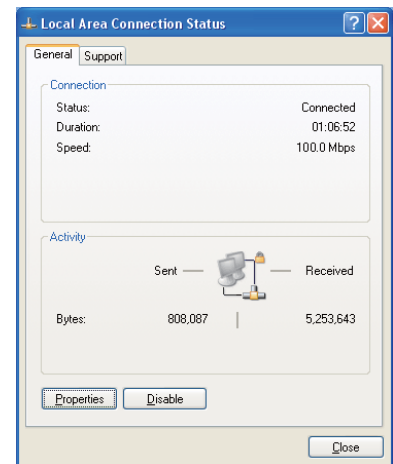 Local Area Connection Status
General Support
Connection
Status: Connected
Duration: 01:06:52
Speed: 100.0 Mbps
Activity
Sent Received
Bytes: 808,087 5,253,643
Properties Disable
Close